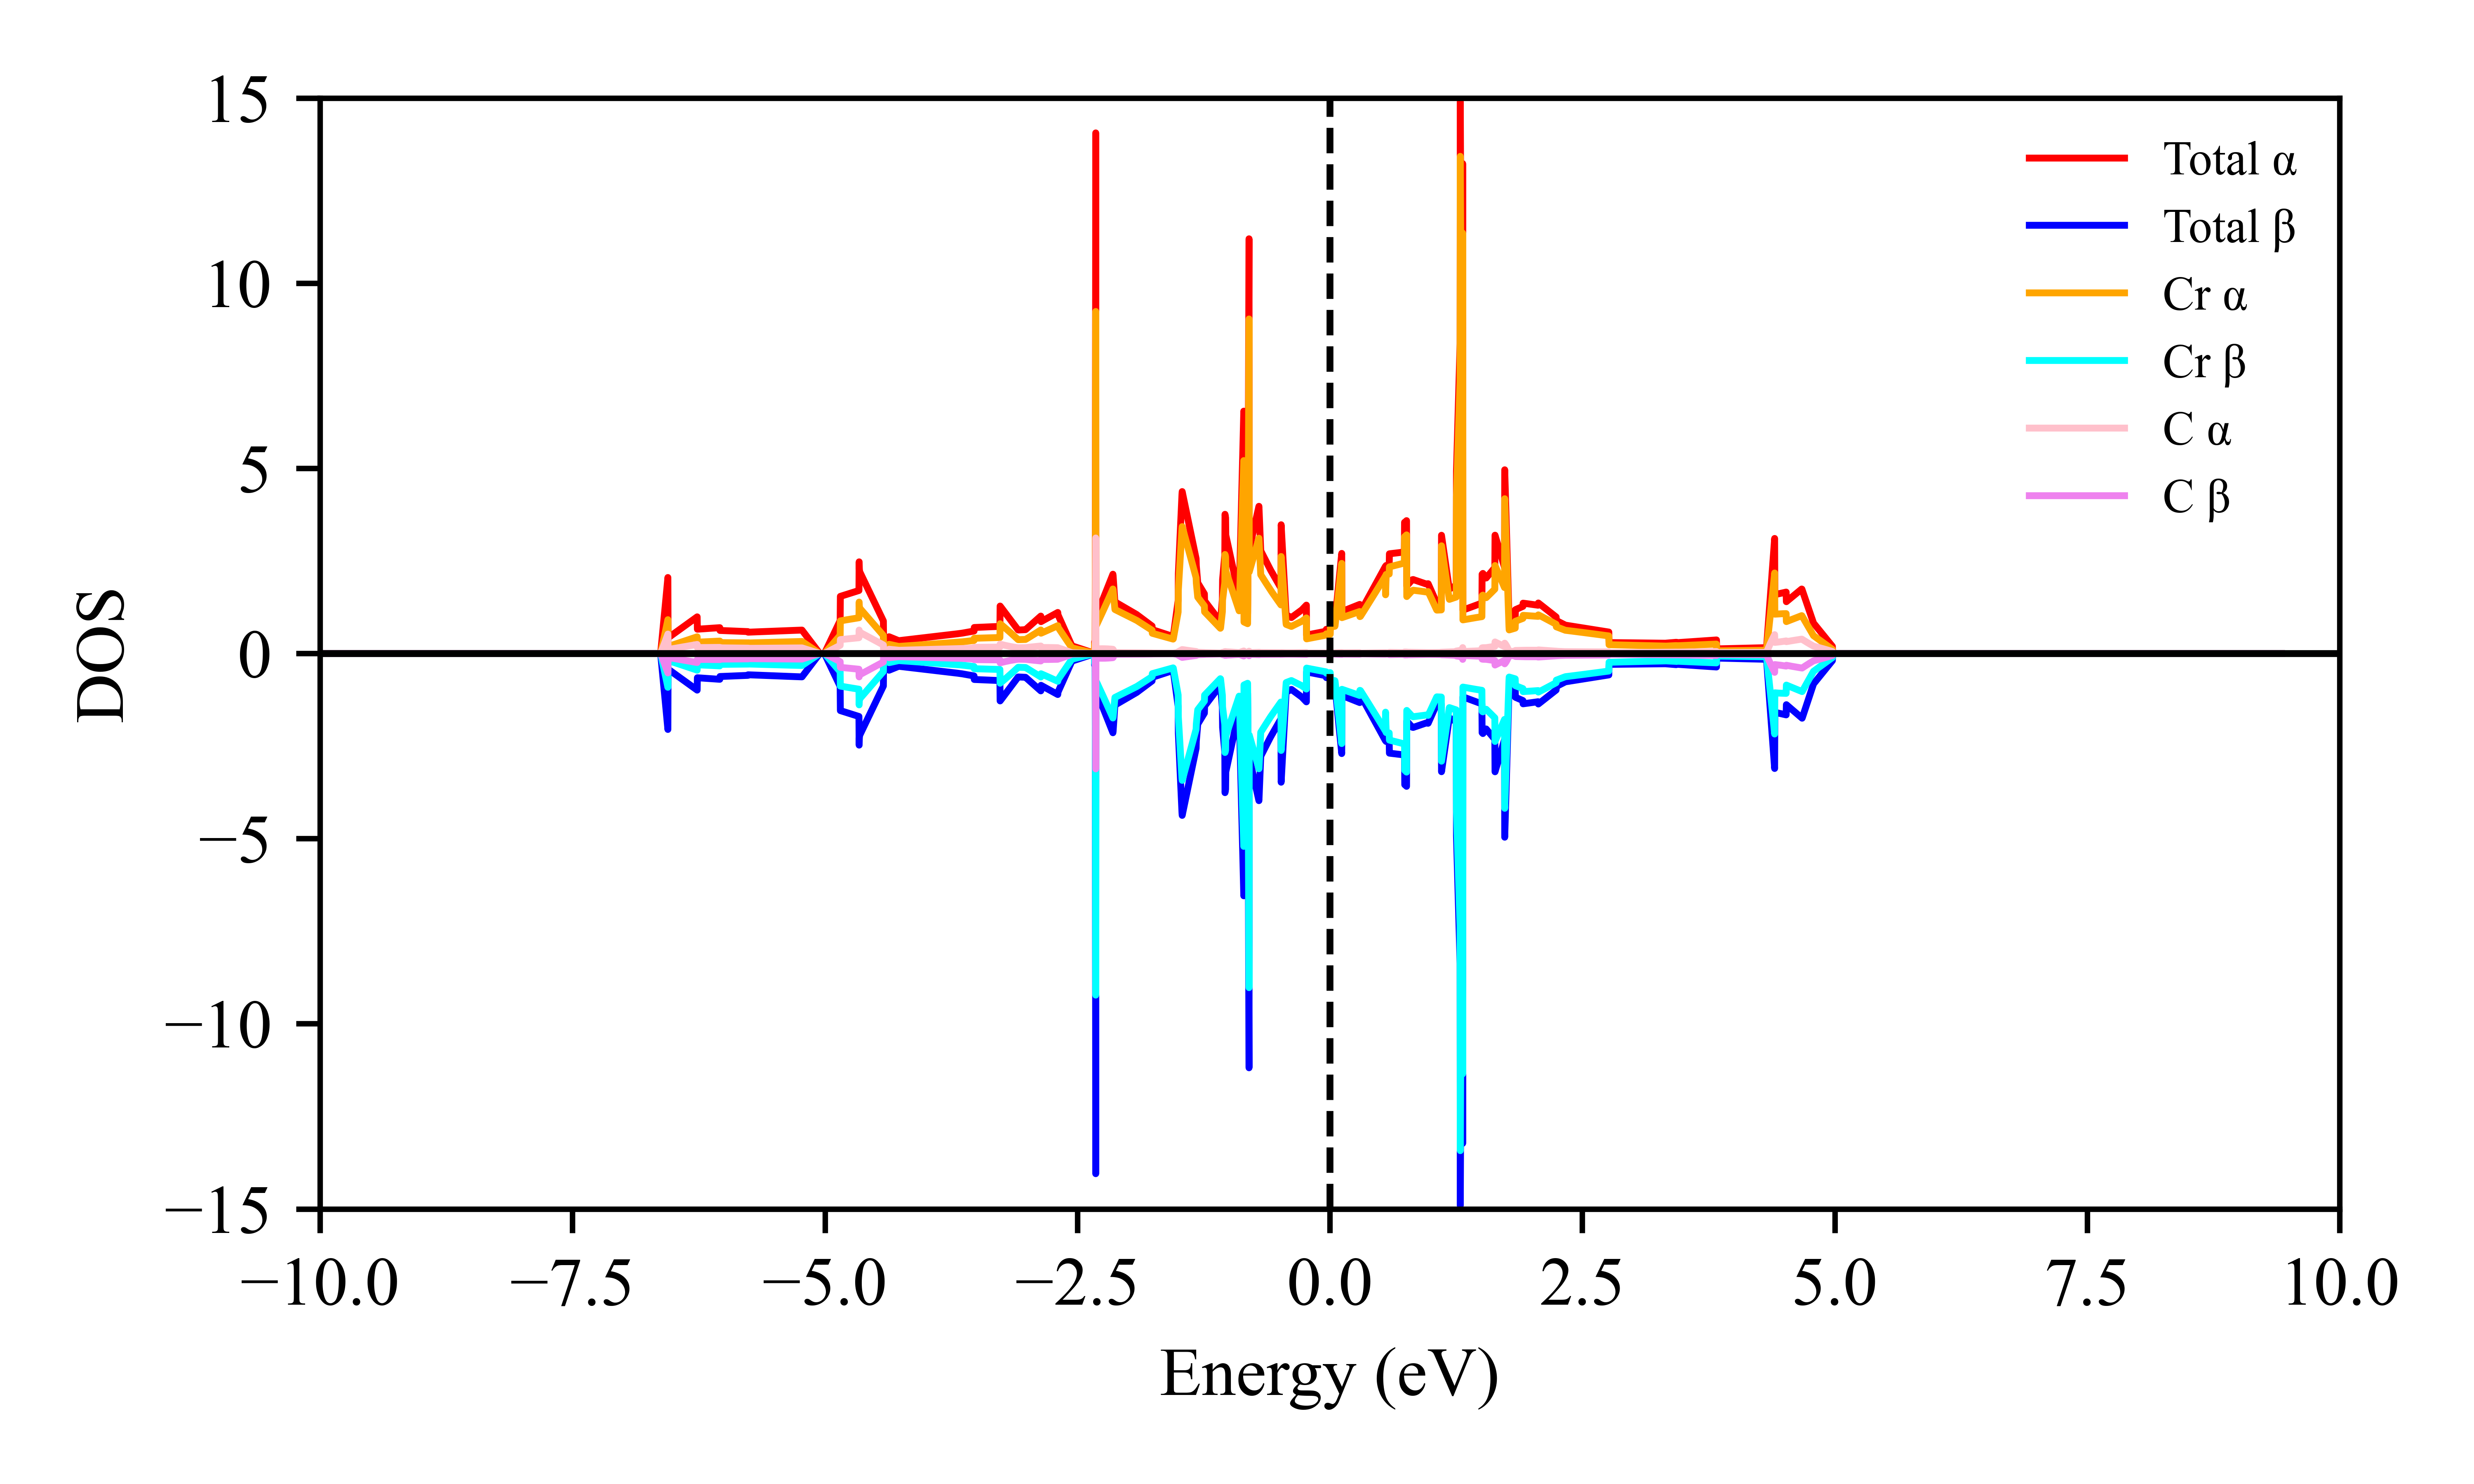 15
10
5
0
−5
−10
−15
DOS
−10.0 −7.5 −5.0 −2.5 0.0 2.5 5.0 7.5 10.0
Energy (eV)
Total α
Total β
Cr α
Cr β
C α
C β